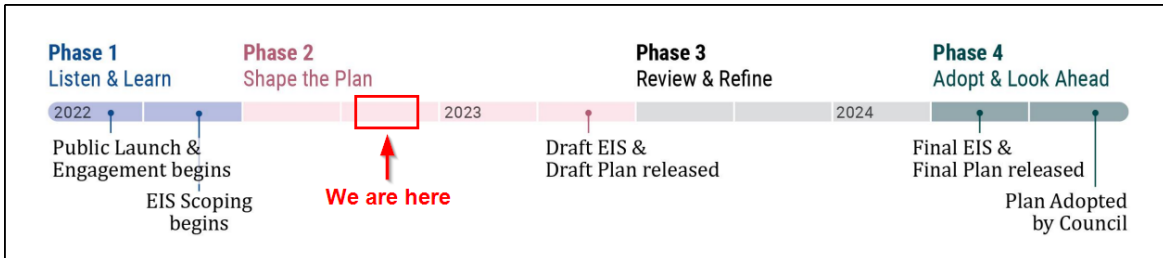 Phase 1
Listen & Learn
Phase 2
Shape the Plan
Phase 3
Review & Refine
Phase 4
Adopt & Look Ahead
2022
2023
2024
Public Launch &
Engagement begins
EIS Scoping
begins
We are here
Draft EIS &
Draft Plan released
Final EIS &
Final Plan released
Plan Adopted
by Council